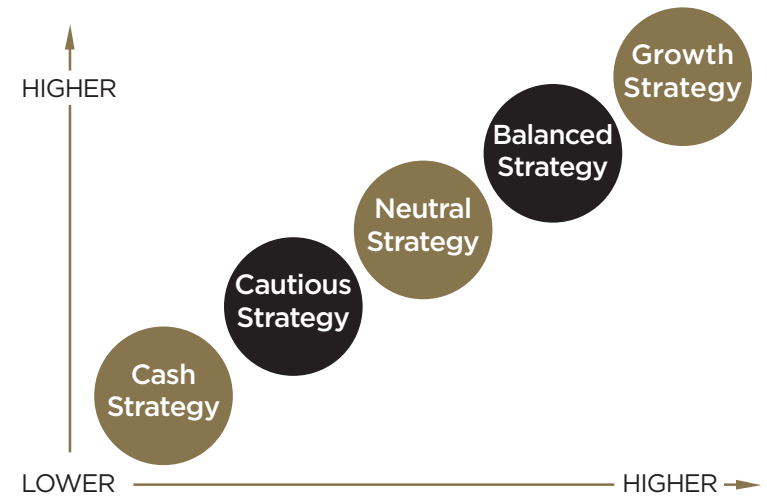 Growth
Strategy
HIGHER
Balanced
Strategy
Neutral
Strategy
Cautious
Strategy
Cash
Strategy
LOWER
HIGHER